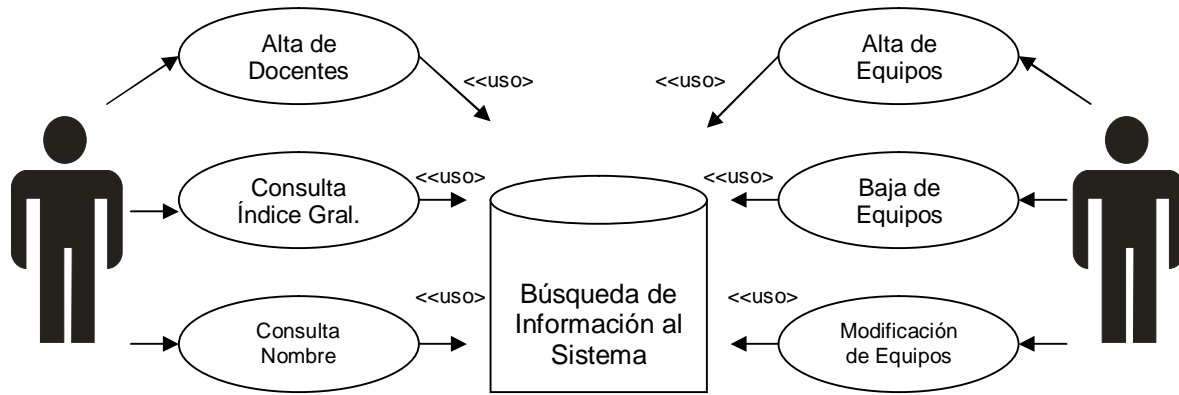 Alta de
Docentes
<<uso>
Alta de
Equipos
<<uso>
Consulta
Índice Gral.
<<uso>
Baja de
Equipos
<<uso>
Consulta
Nombre
<<uso>
Búsqueda de
Información al
Sistema
Modificación
de Equipos
<<uso>